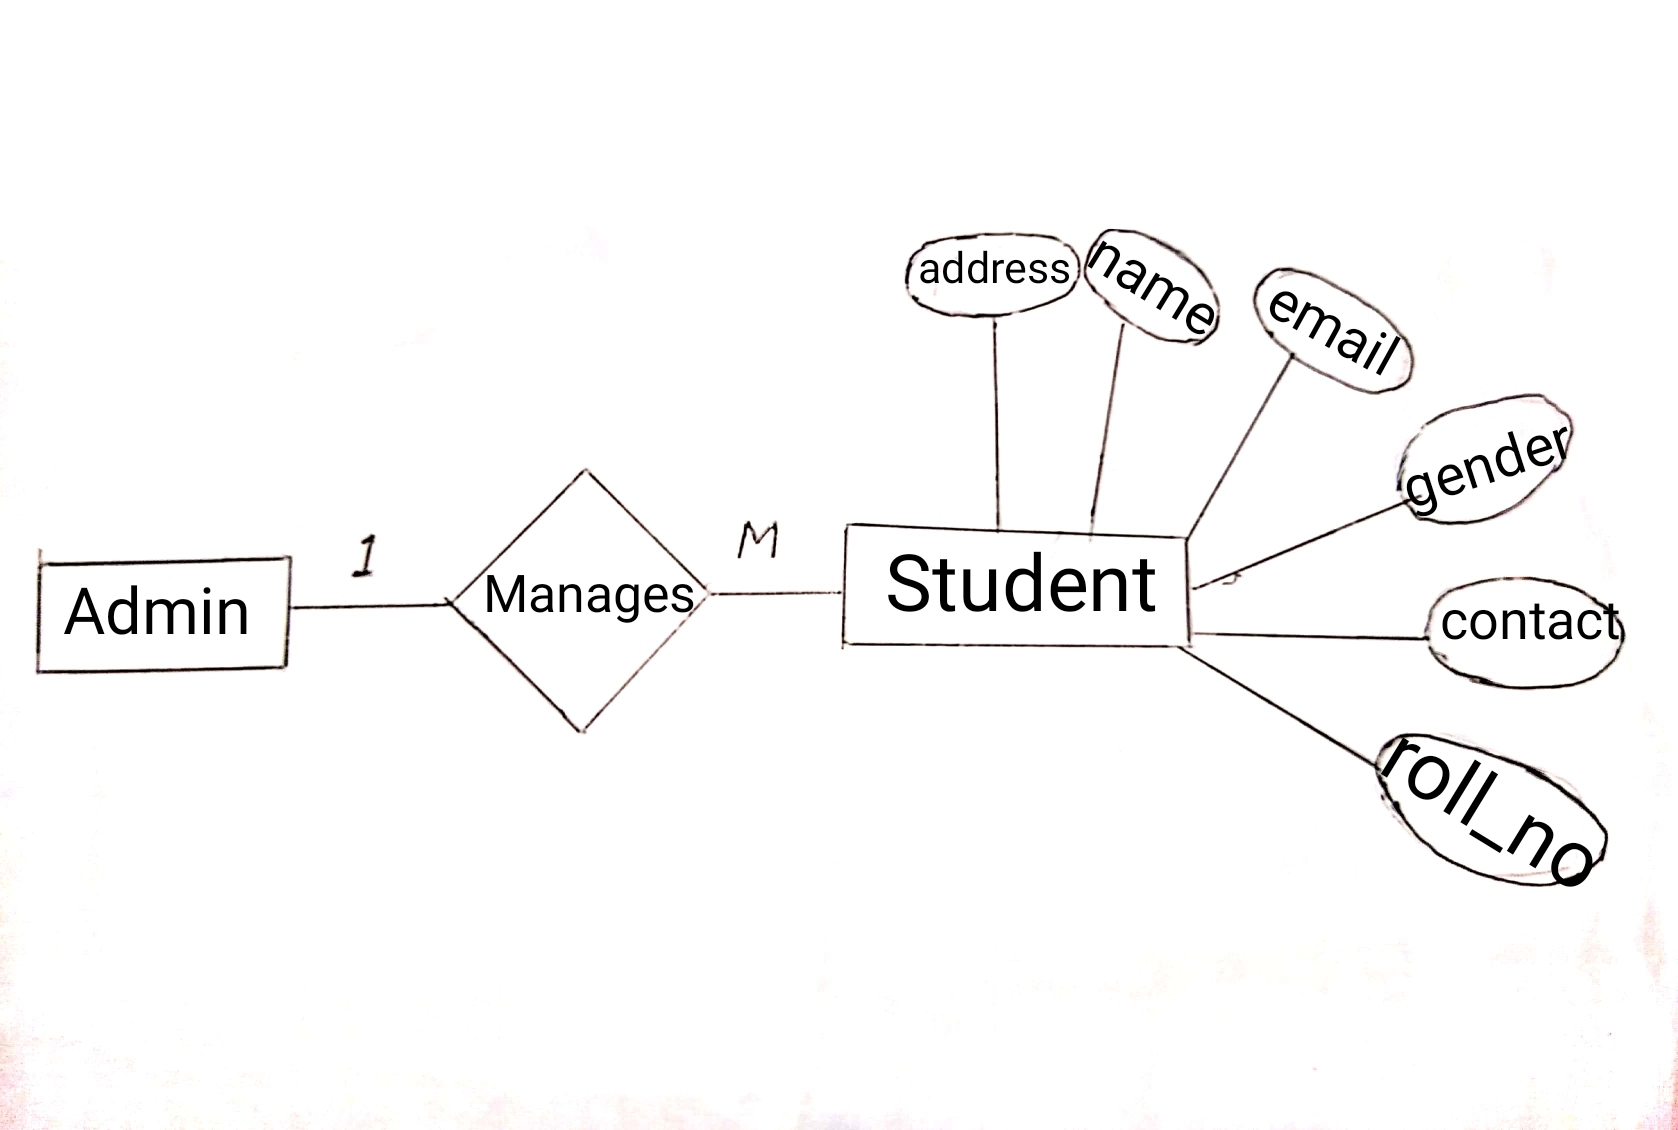 address
name
email
gender
1
M
Admin
Manages
Student
contact
roll_no